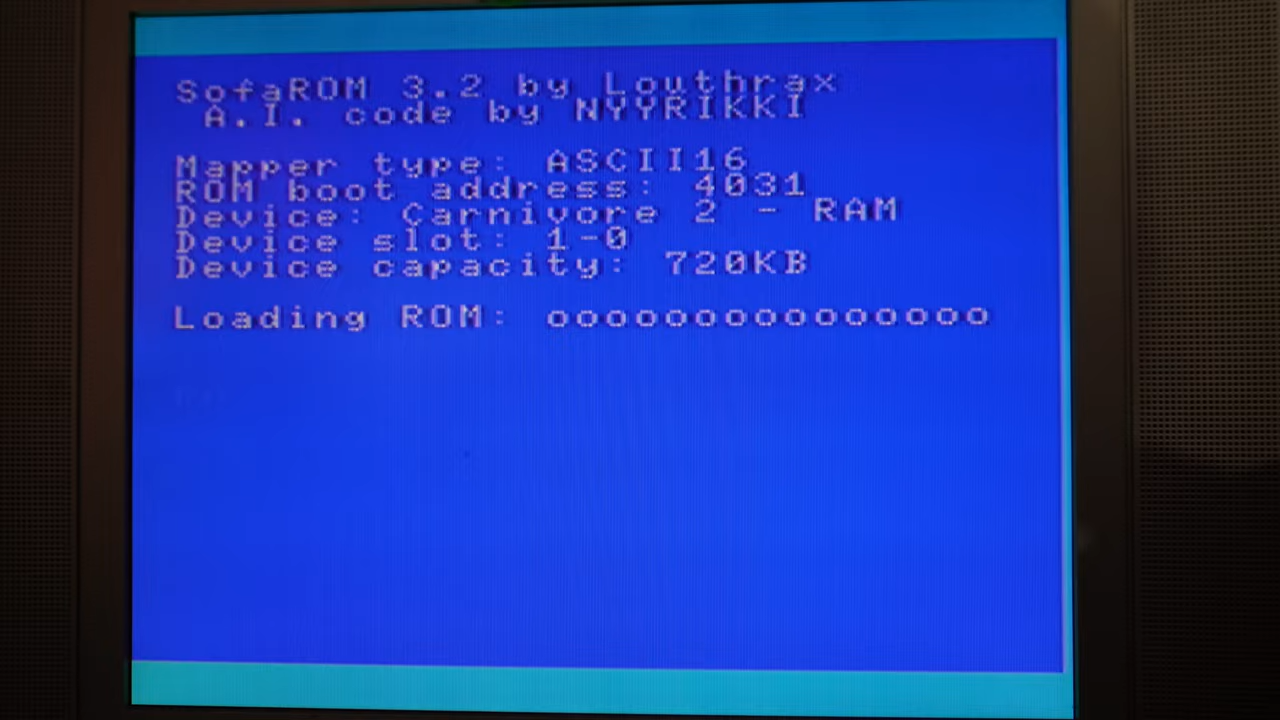 SofaROM 3.2 by Louthrax
A.I. code by NYYRIKKI
Mapper type: ASCII16
ROM boot address: 4031
Device: Carnivore 2 - RAM
Device slot: 1-0
Device capacity: 720KB
Loading ROM: ooooooooooooooo